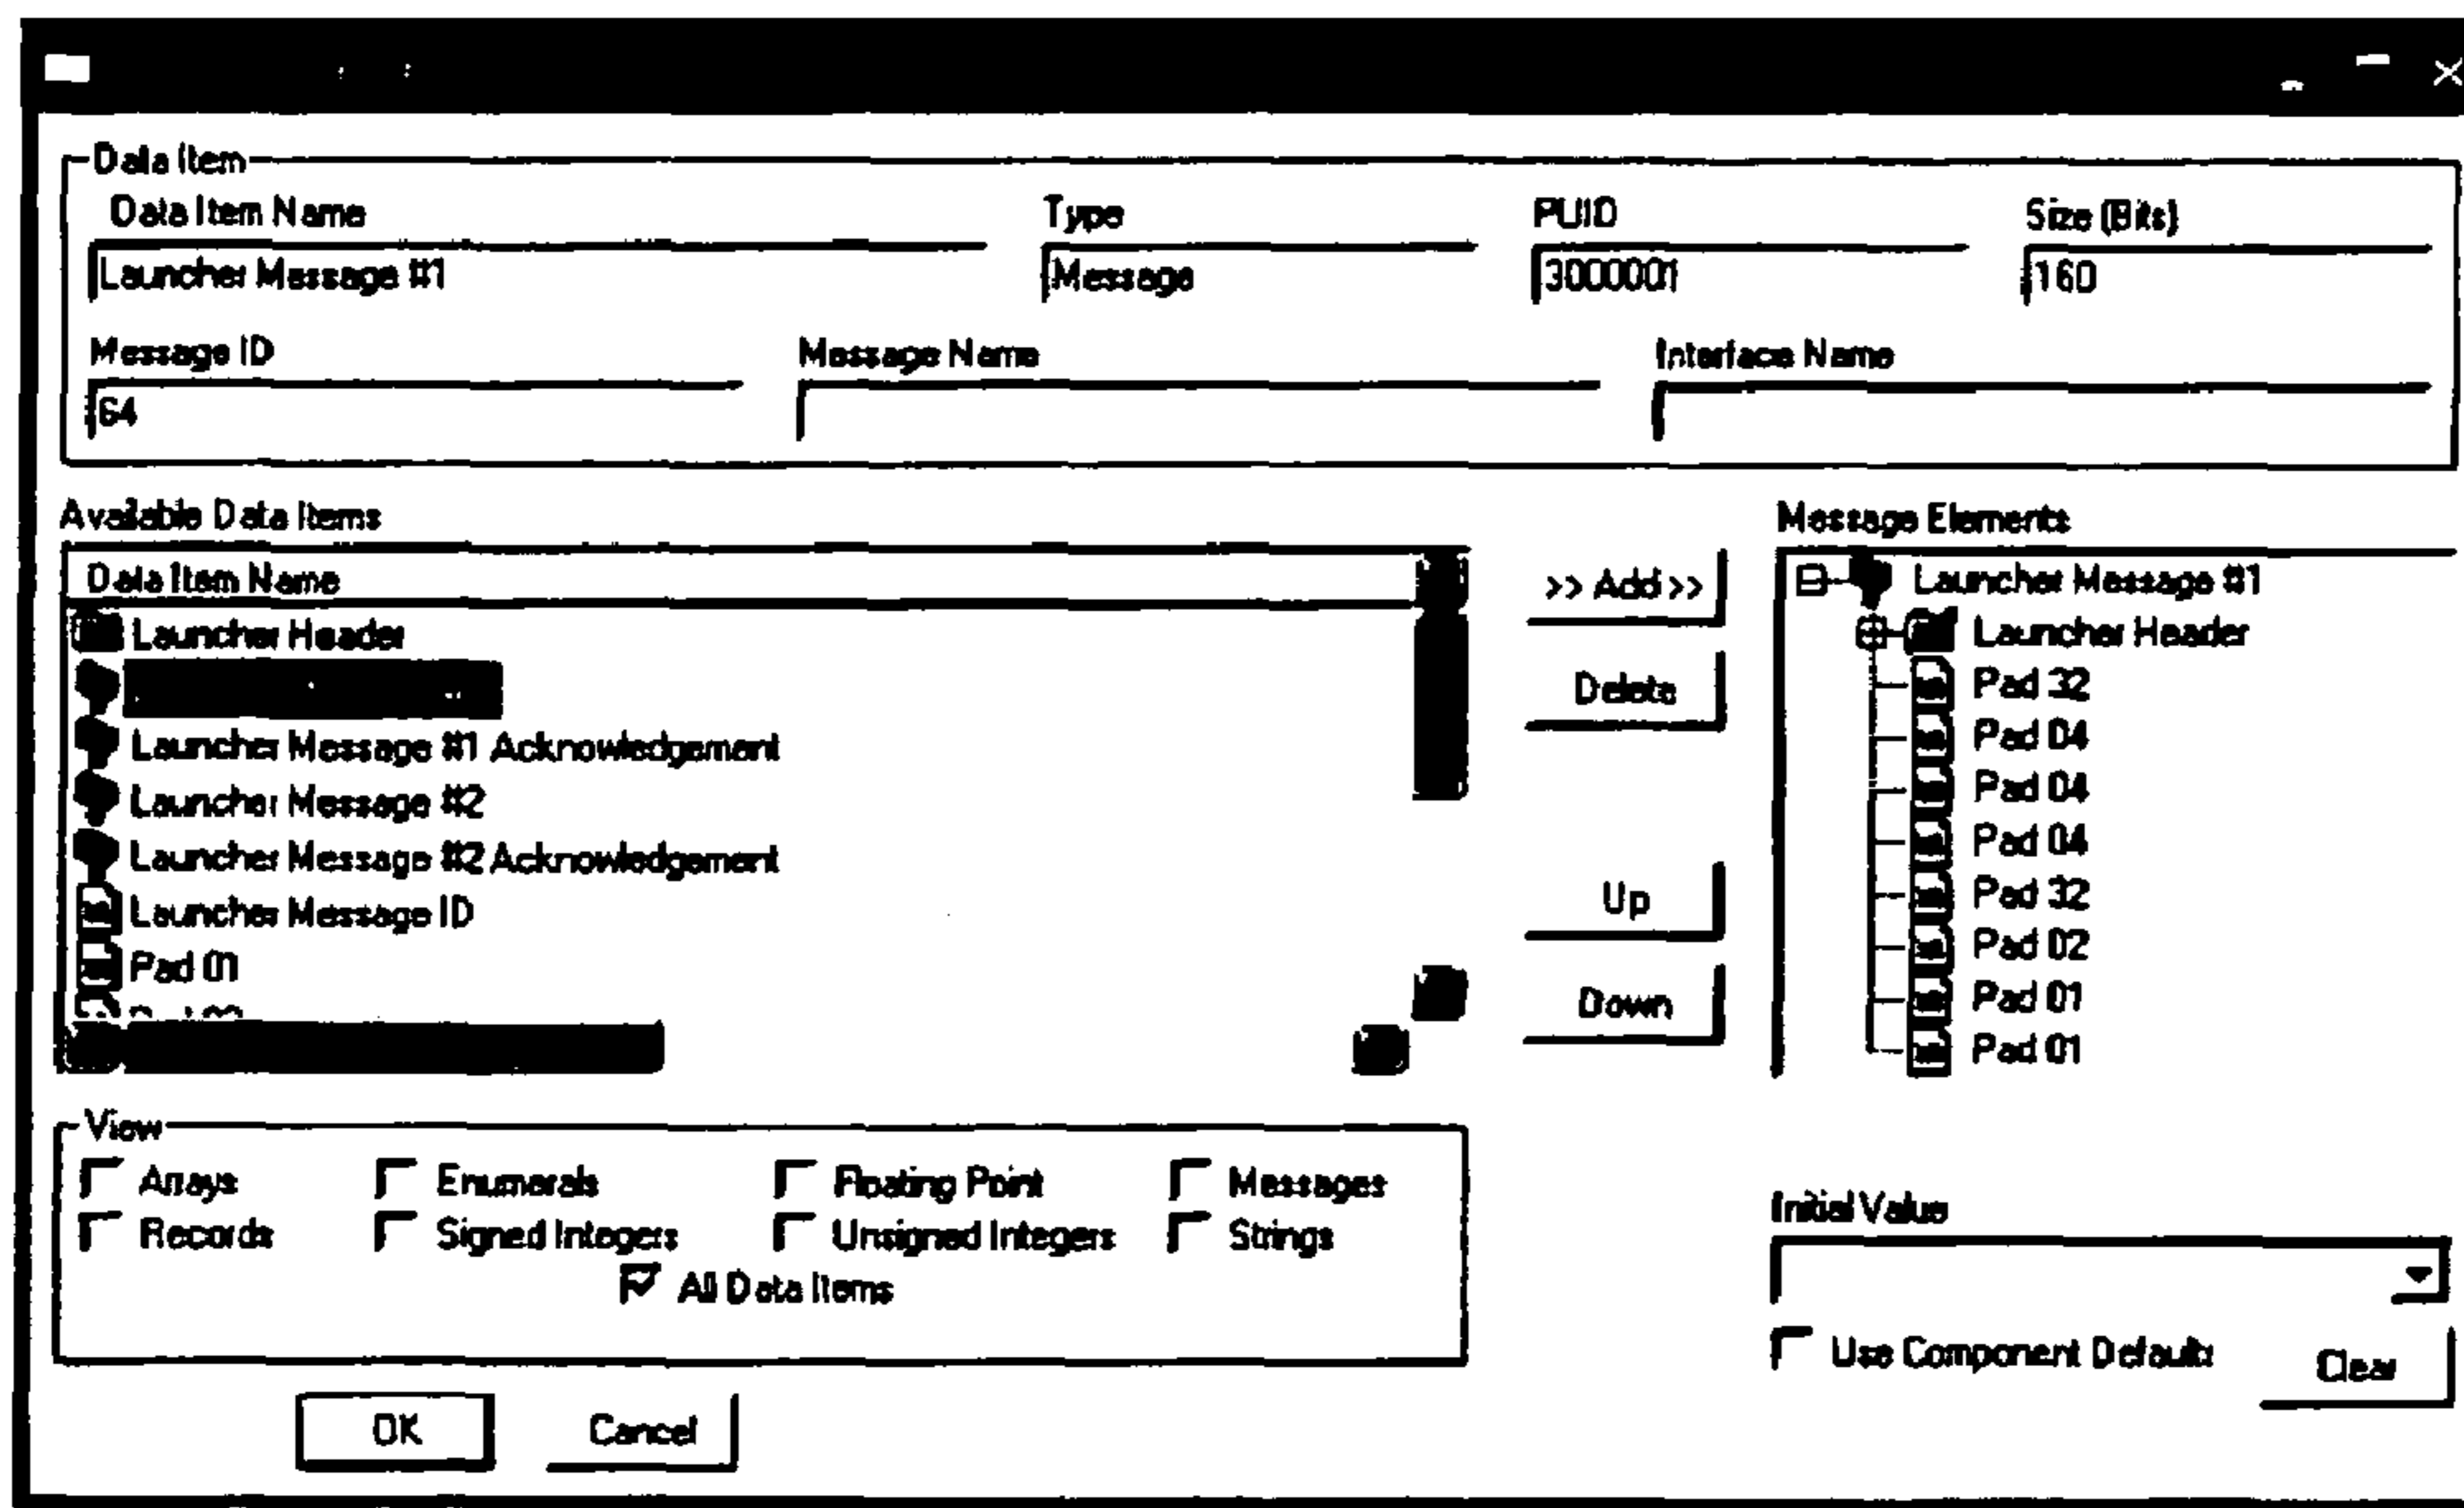 Data Item
Data Item Name Type PUID Size (Bits)
Launcher Message #1 Message 3000001 160
Message ID Message Name Interface Name
64
Available Data Items Message Elements
Data Item Name >> Add >> Launcher Message #1
Launcher Header Launcher Header
Delete Pad 32
Launcher Message #1 Acknowledgement Pad 04
Launcher Message #2 Pad 04
Launcher Message #2 Acknowledgement Pad 04
Launcher Message ID Up Pad 32
Pad 01 Pad 02
Down Pad 01
Pad 01
View
Arrays Enumerals Floating Point Messages
Records Signed Integers Unsigned Integers Strings Initial Value
All Data Items
Use Component Defaults Clear
OK Cancel